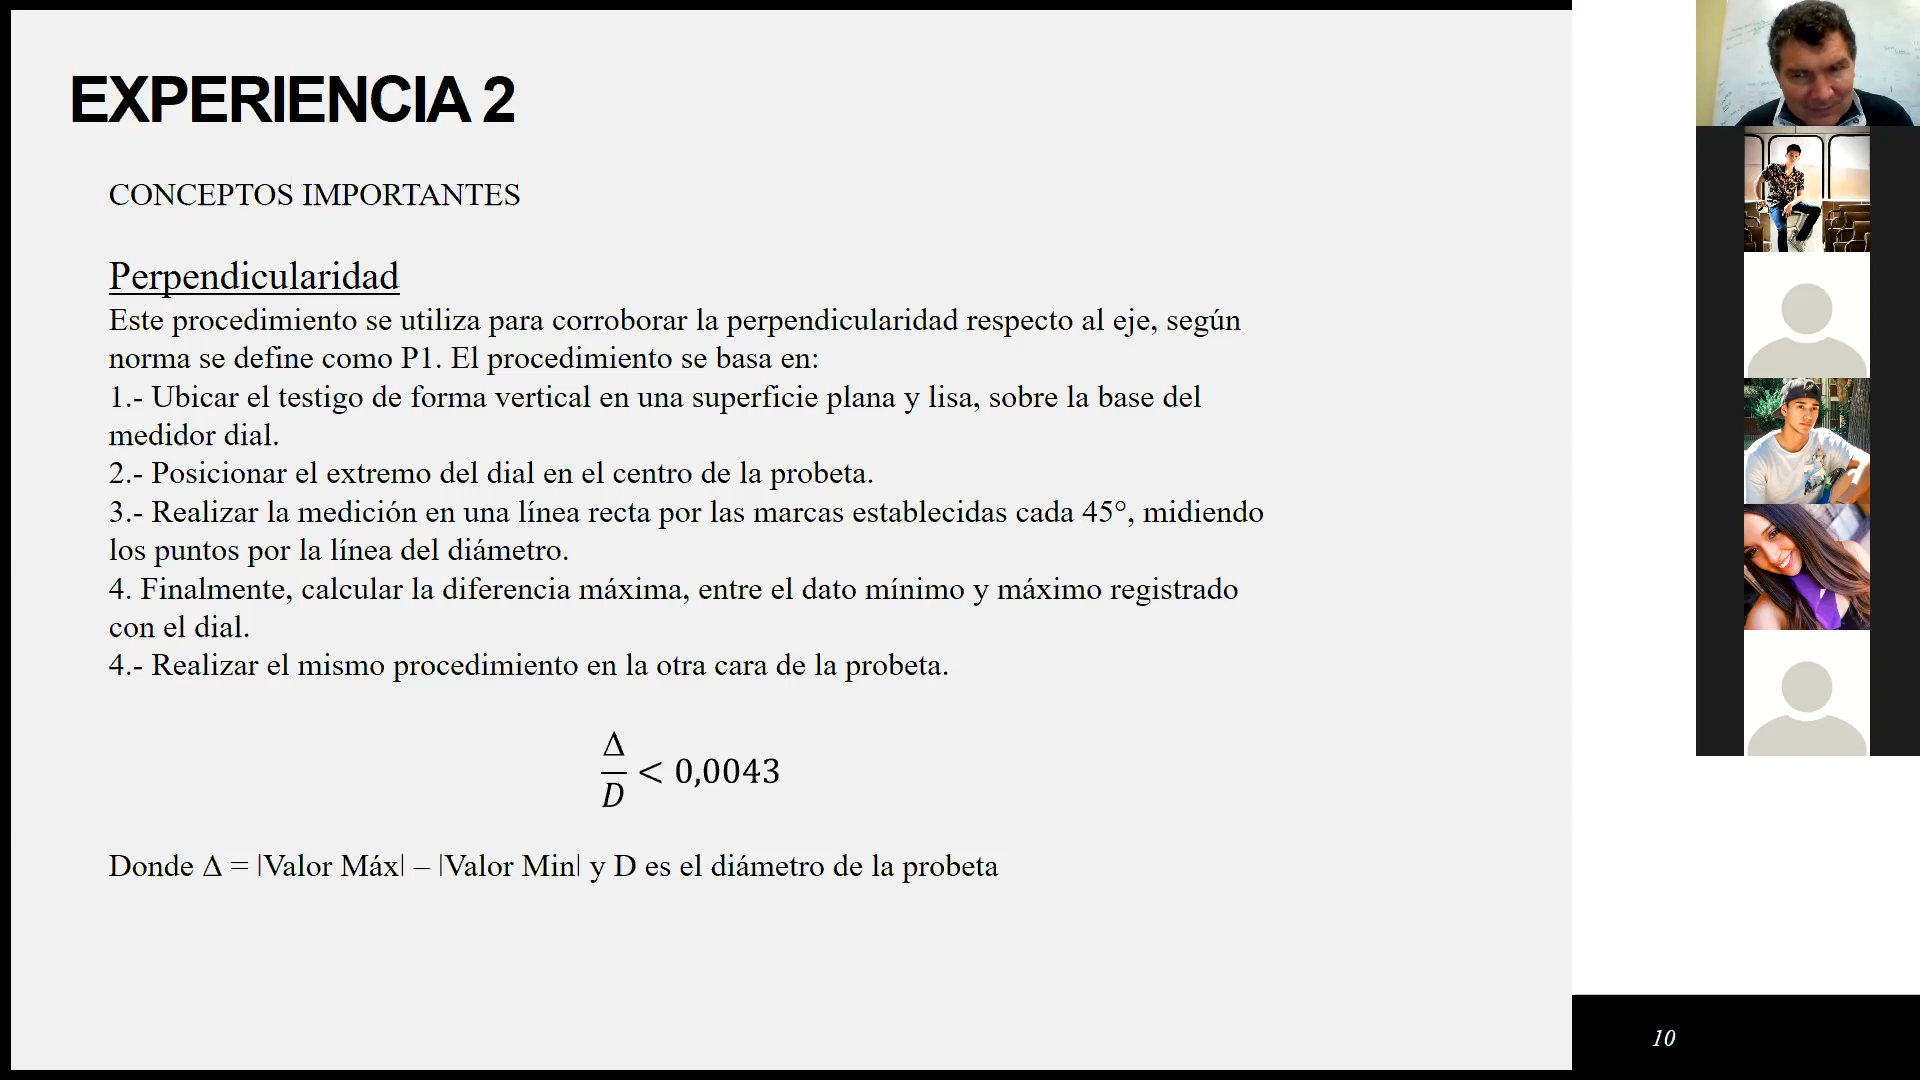 EXPERIENCIA 2
CONCEPTOS IMPORTANTES
Perpendicularidad
Este procedimiento se utiliza para corroborar la perpendicularidad respecto al eje, según
norma se define como P1. El procedimiento se basa en:
1.- Ubicar el testigo de forma vertical en una superficie plana y lisa, sobre la base del
medidor dial.
2.- Posicionar el extremo del dial en el centro de la probeta.
3.- Realizar la medición en una línea recta por las marcas establecidas cada 45°, midiendo
los puntos por la línea del diámetro.
4. Finalmente, calcular la diferencia máxima, entre el dato mínimo y máximo registrado
con el dial.
4.- Realizar el mismo procedimiento en la otra cara de la probeta.
Δ/D < 0,0043
Donde Δ = |Valor Máx| – |Valor Min| y D es el diámetro de la probeta
10